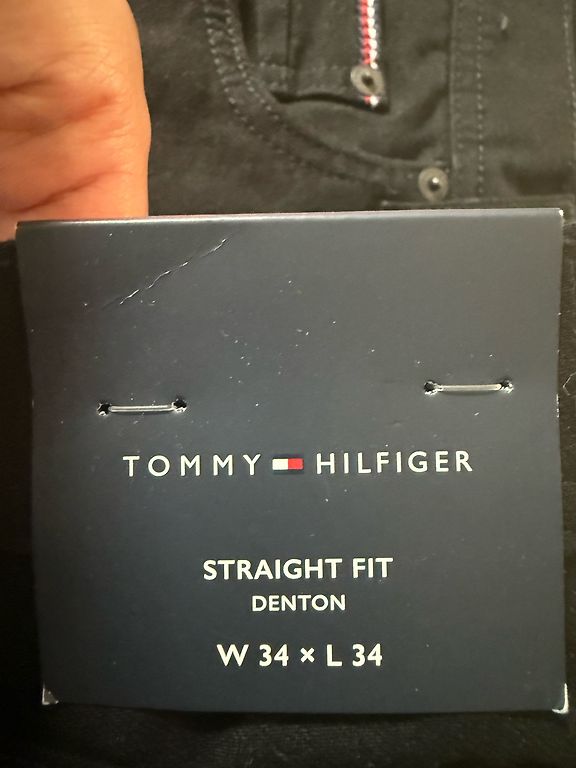 TOMMY HILFIGER
STRAIGHT FIT
DENTON
W 34 × L 34